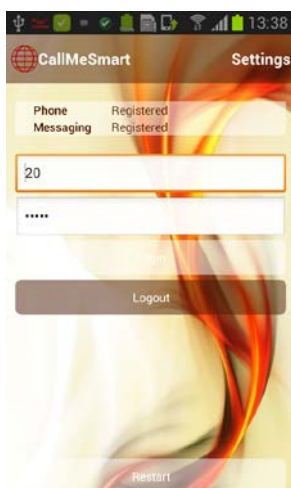 13:38
CallMeSmart Settings
Phone Registered
Messaging Registered
20
•••••
Login
Logout
Restart